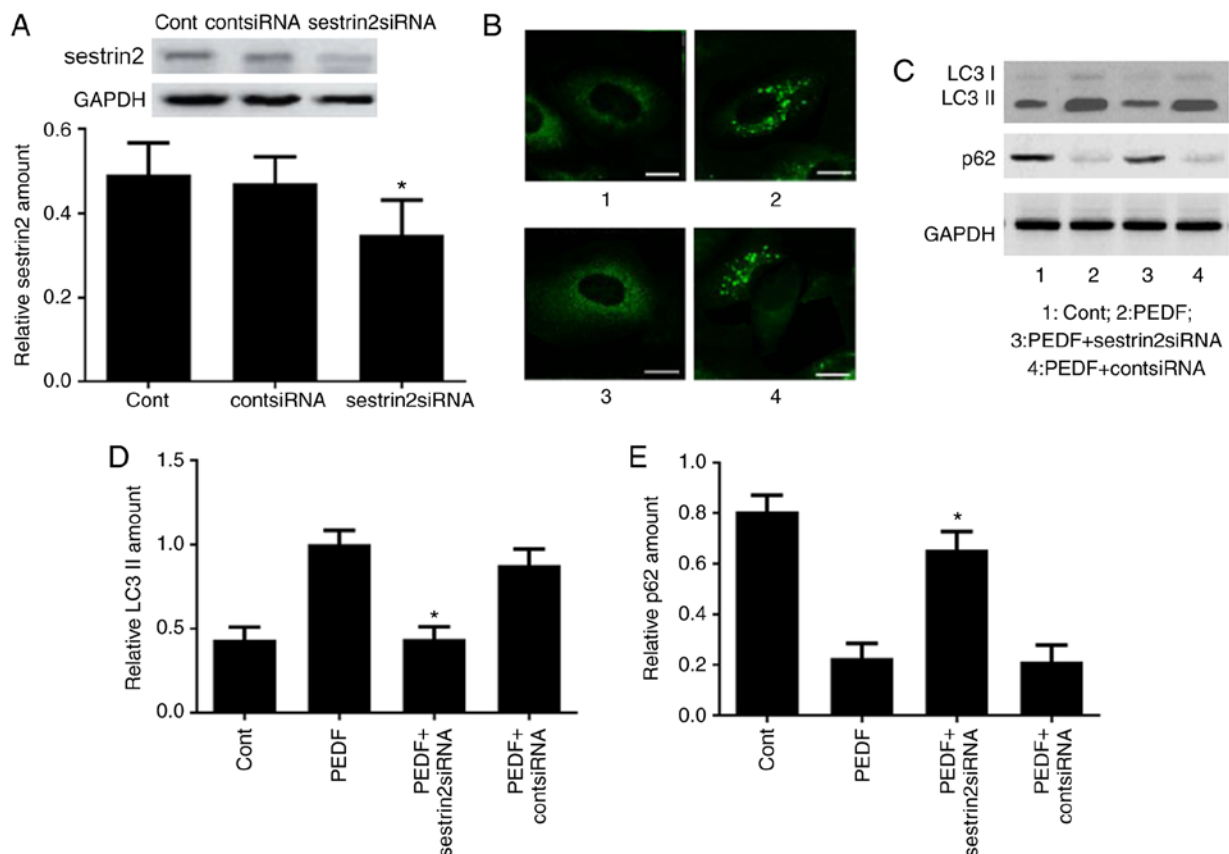 A
Cont contsiRNA sestrin2siRNA
sestrin2
GAPDH
Relative sestrin2 amount
0.6
0.4
0.2
0.0
Cont contsiRNA sestrin2siRNA
*
B
1 2
3 4
C
LC3 I
LC3 II
p62
GAPDH
1 2 3 4
1: Cont; 2:PEDF;
3:PEDF+sestrin2siRNA
4:PEDF+contsiRNA
D
Relative LC3 II amount
1.5
1.0
0.5
0.0
*
Cont
PEDF
PEDF+
sestrin2siRNA
PEDF+
contsiRNA
E
Relative p62 amount
1.0
0.8
0.6
0.4
0.2
0.0
*
Cont
PEDF
PEDF+
sestrin2siRNA
PEDF+
contsiRNA